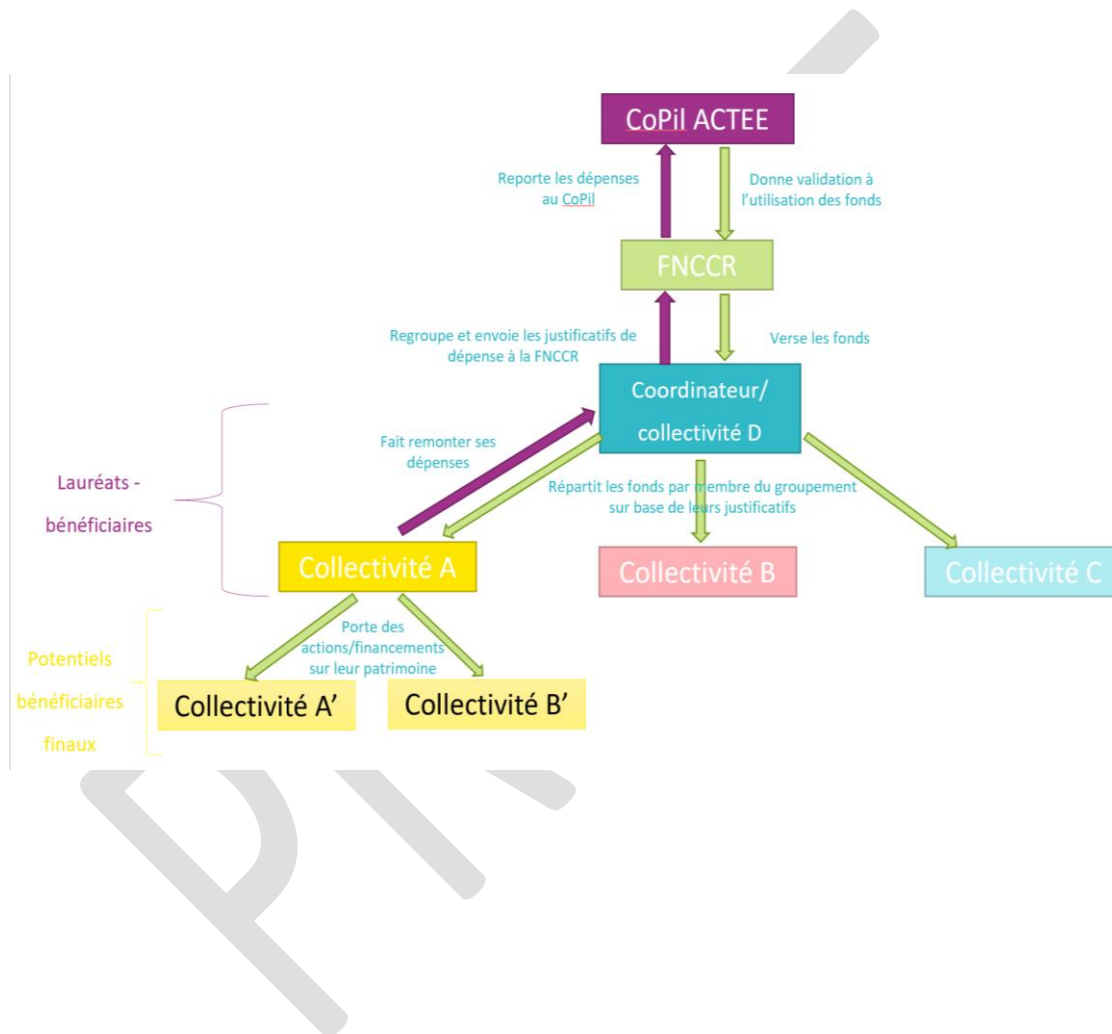 CoPil ACTEE
Reporte les dépenses
au CoPil
Donne validation à
l'utilisation des fonds
FNCCR
Regroupe et envoie les justificatifs de
dépense à la FNCCR
Verse les fonds
Coordinateur/
collectivité D
Fait remonter ses
dépenses
Lauréats -
bénéficiaires
Répartit les fonds par membre du groupement
sur base de leurs justificatifs
Collectivité A
Collectivité B
Collectivité C
Porte des
actions/financements
sur leur patrimoine
Potentiels
bénéficiaires
finaux
Collectivité A'
Collectivité B'